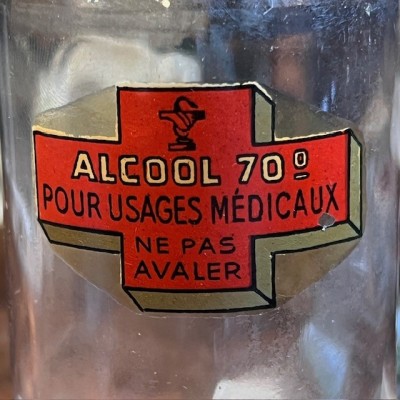 ALCOOL 70º
POUR USAGES MÉDICAUX
NE PAS
AVALER